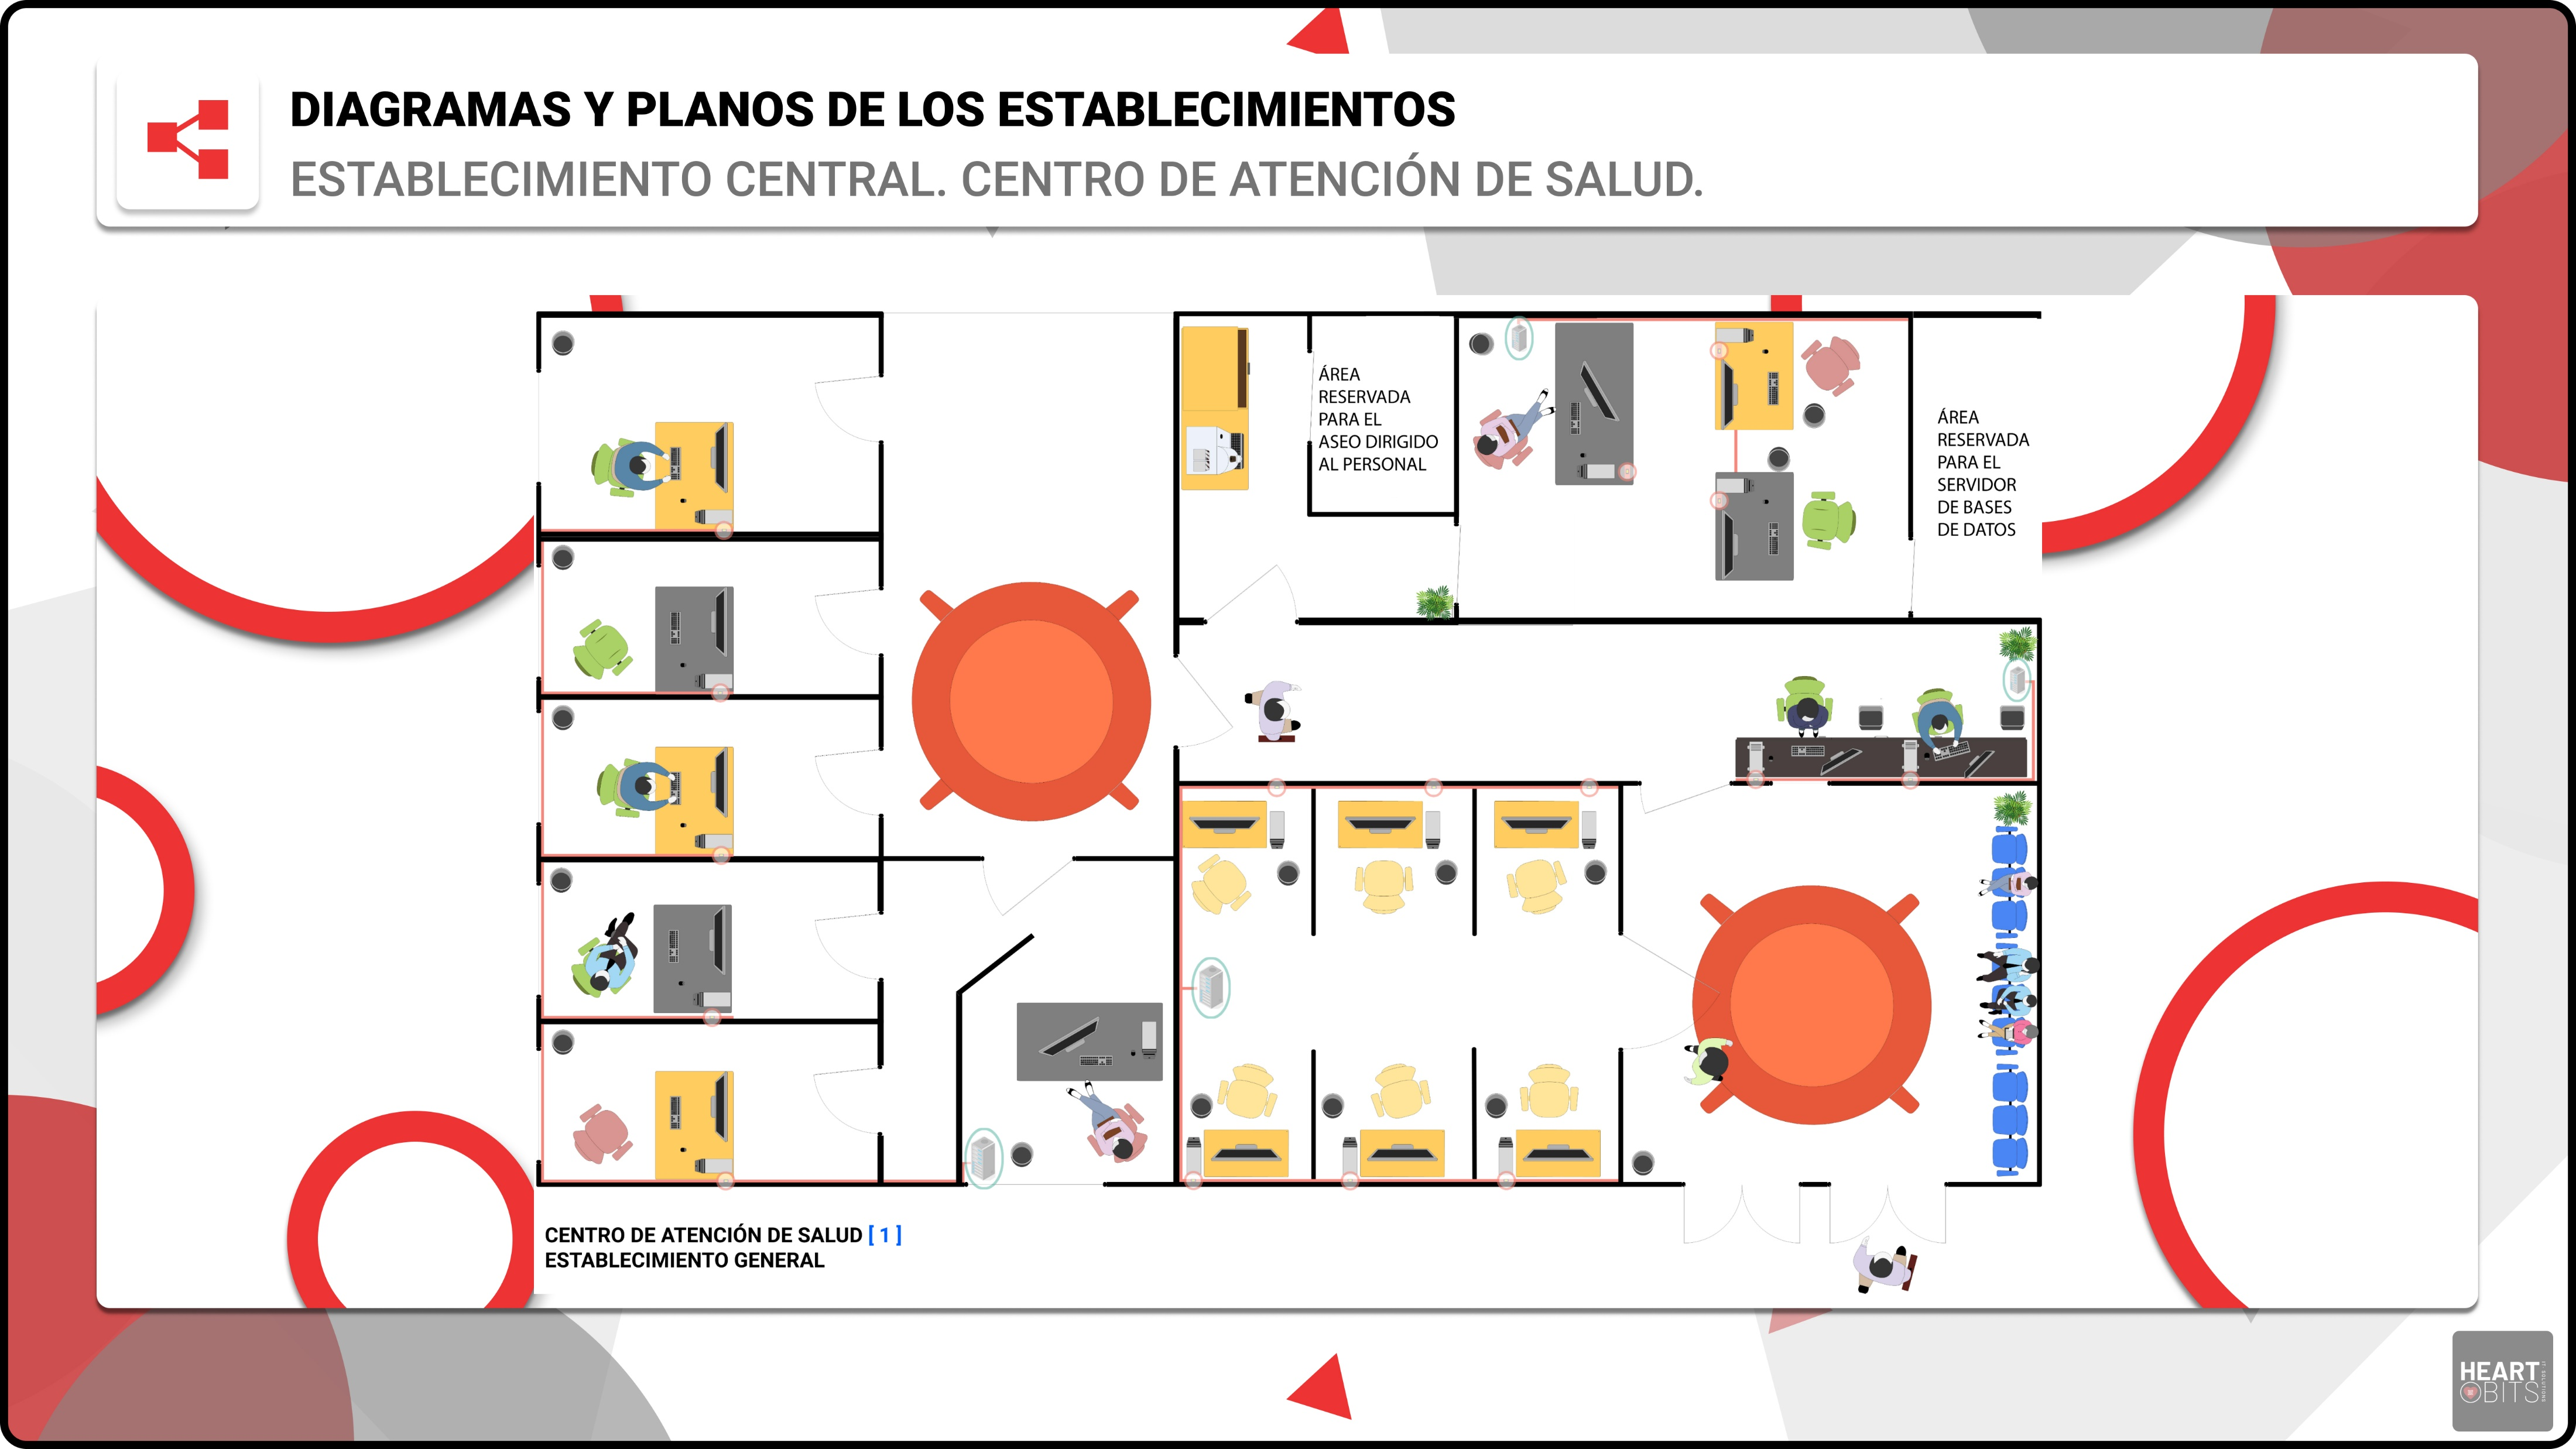 DIAGRAMAS Y PLANOS DE LOS ESTABLECIMIENTOS
ESTABLECIMIENTO CENTRAL. CENTRO DE ATENCIÓN DE SALUD.
ÁREA
RESERVADA
PARA EL
ASEO DIRIGIDO
AL PERSONAL
ÁREA
RESERVADA
PARA EL
SERVIDOR
DE BASES
DE DATOS
CENTRO DE ATENCIÓN DE SALUD [ 1 ]
ESTABLECIMIENTO GENERAL
HEART
BITS
IT SOLUTIONS